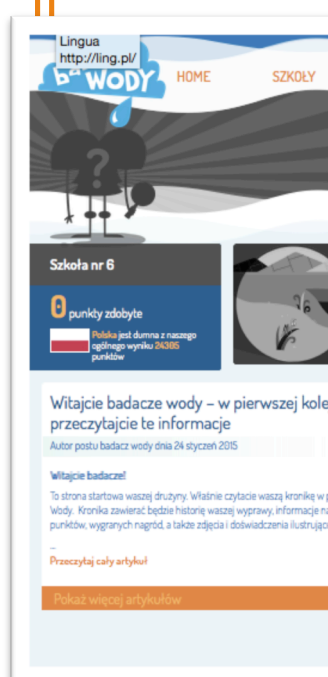 Lingua
http://ling.pl/
WODY
HOME
SZKOŁY
?
Szkoła nr 6
0 punkty zdobyte
Polska jest dumna z naszego
ogólnego wyniku 24305
punktów
Witajcie badacze wody – w pierwszej kole
przeczytajcie te informacje
Autor postu badacz wody dnia 24 styczeń 2015
Witajcie badacze!
To strona startowa waszej drużyny. Właśnie czytacie waszą kronikę w p
Wody. Kronika zawierać będzie historię waszej wyprawy, informacje na
punktów, wygranych nagród, a także zdjęcia i doświadczenia ilustrując
...
Przeczytaj cały artykuł
Pokaż więcej artykułów